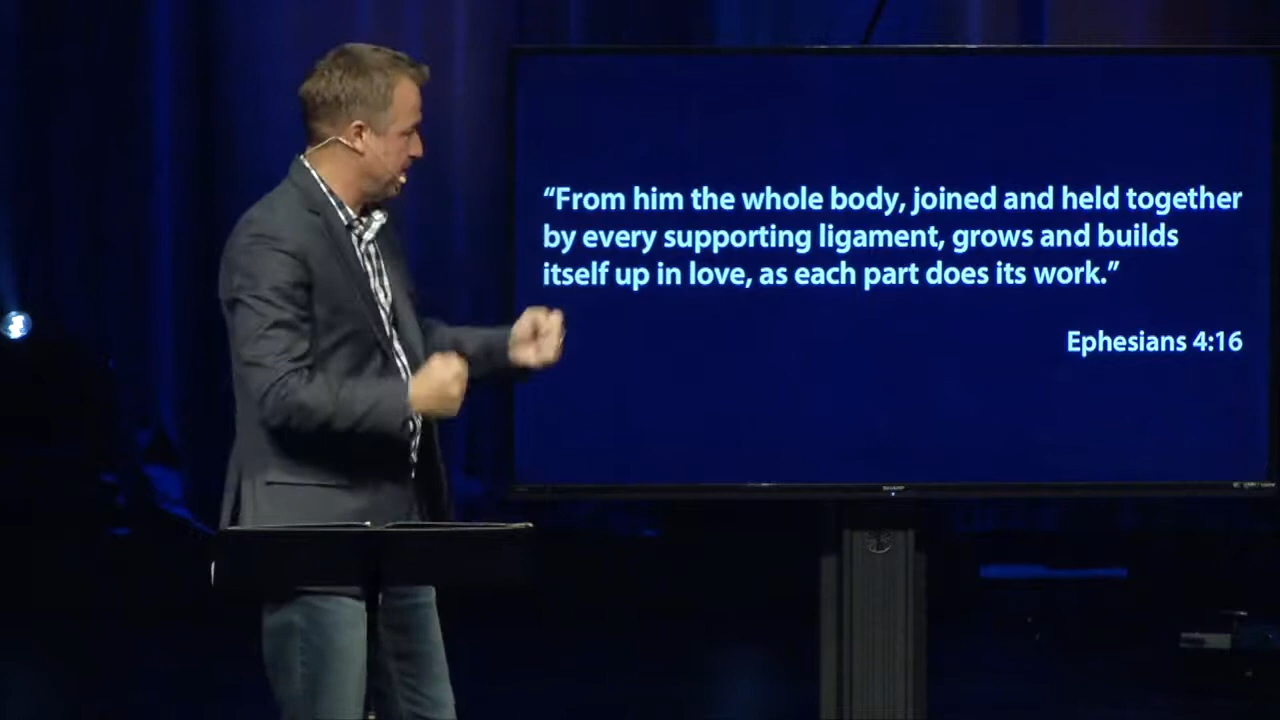 “From him the whole body, joined and held together
by every supporting ligament, grows and builds
itself up in love, as each part does its work.”
Ephesians 4:16
SHARP